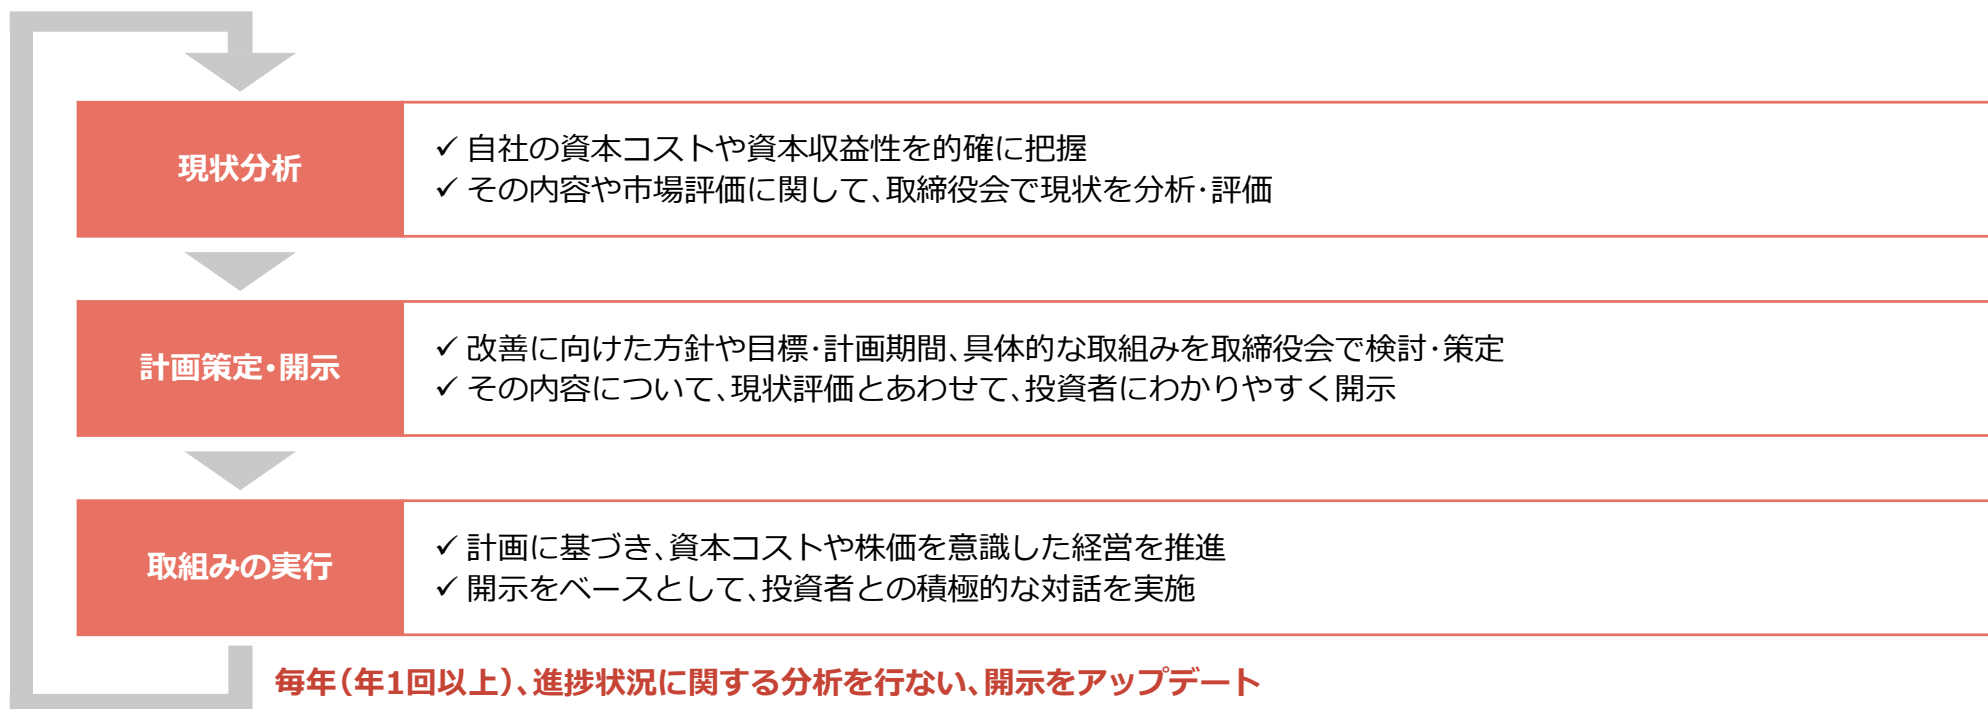 現状分析
✓ 自社の資本コストや資本収益性を的確に把握
✓ その内容や市場評価に関して、取締役会で現状を分析・評価
計画策定・開示
✓ 改善に向けた方針や目標・計画期間、具体的な取組みを取締役会で検討・策定
✓ その内容について、現状評価とあわせて、投資者にわかりやすく開示
取組みの実行
✓ 計画に基づき、資本コストや株価を意識した経営を推進
✓ 開示をベースとして、投資者との積極的な対話を実施
毎年（年1回以上）、進捗状況に関する分析を行ない、開示をアップデート